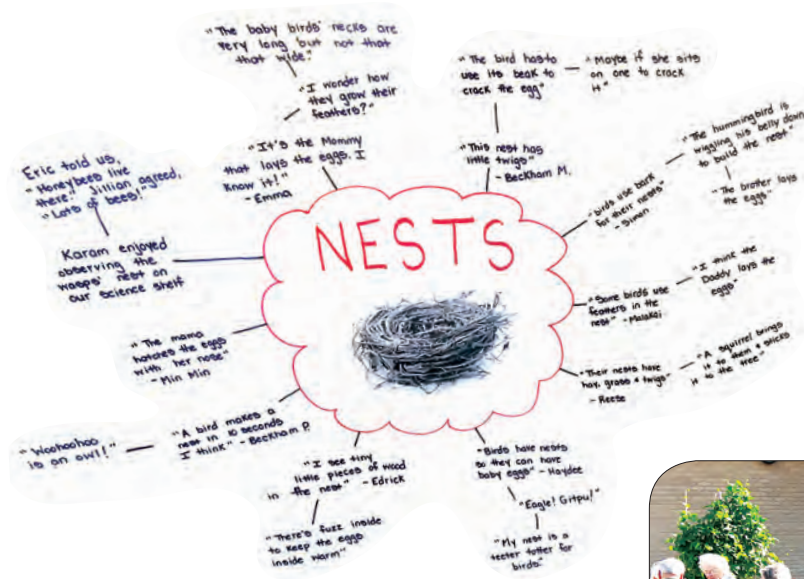 "The baby birds' necks are
very long but not that
that wide."
"I wonder how
they grow their
feathers?"
"It's the Mommy
that lays the eggs, I
know it!"
- Emma
"The bird has to
use its beak to
crack the egg"
"Maybe if she sits
on one to crack
it."
"This nest has
little twigs"
- Beckham M.
"The hummingbird is
wiggling his belly down
to build the nest"
"The brother lays
the eggs"
"birds use bark
for their nests"
- Simon
Eric told us,
"Honeybees live
there." Jillian agreed,
"Lots of bees!"
Karam enjoyed
observing the
wasps' nest on
our science shelf
NESTS
"I think the
Daddy lays the
eggs"
"Some birds use
feathers in the
nest" - Malakai
"The mama
hatches the eggs
with her nose"
- Min Min
"Their nests have
hay, grass + twigs"
- Reese
"A squirrel brings
it to them + sticks
it to the tree"
"Woohoohoo
is an owl!"
"A bird makes a
nest in 10 seconds
I think" - Beckham P.
"I see tiny
little pieces of wood
in the nest" - Edrick
"There's fuzz inside
to keep the eggs
inside warm"
"Birds have nests
so they can have
baby eggs" - Haydee
"Eagle! Gitpu!"
"My nest is a
teeter totter for
birds"